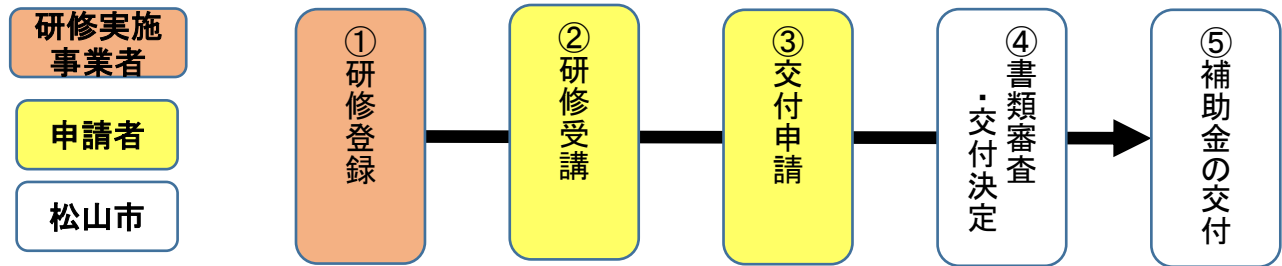 研修実施
事業者
申請者
松山市
①研修登録
②研修受講
③交付申請
④書類審査
・交付決定
⑤補助金の交付